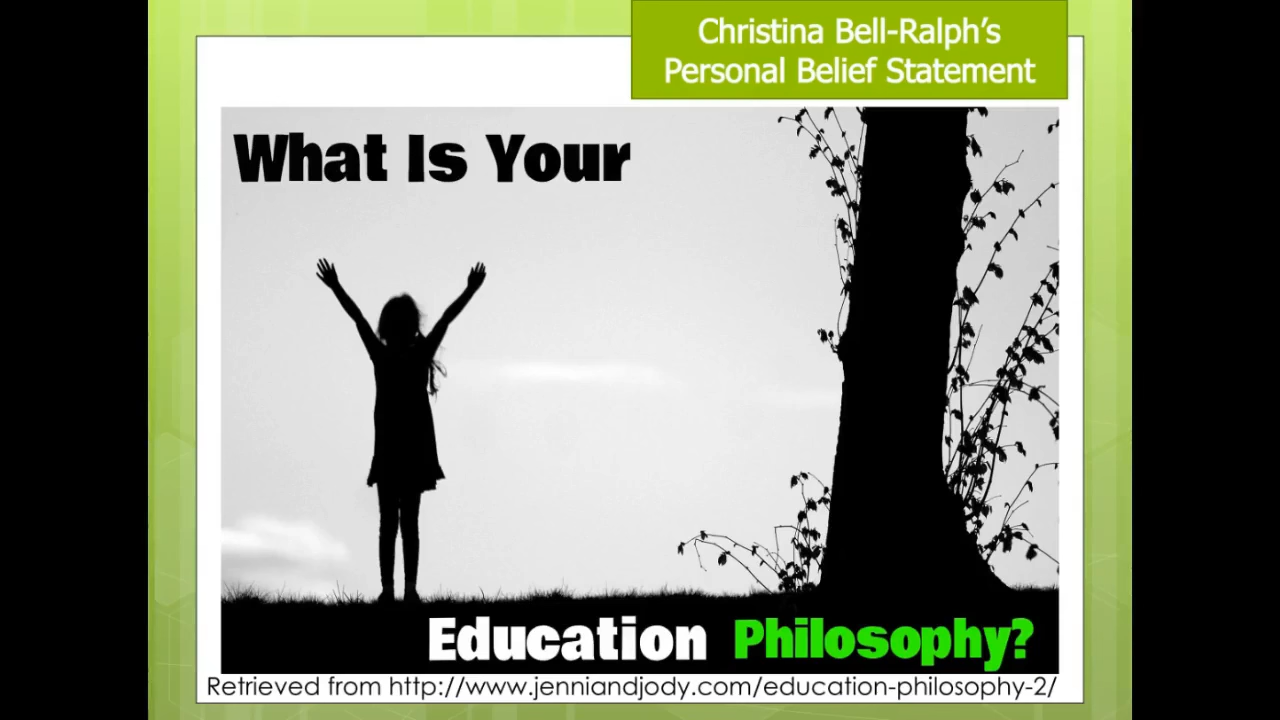 Christina Bell-Ralph's
Personal Belief Statement
What Is Your
Education Philosophy?
Retrieved from http://www.jenniandjody.com/education-philosophy-2/